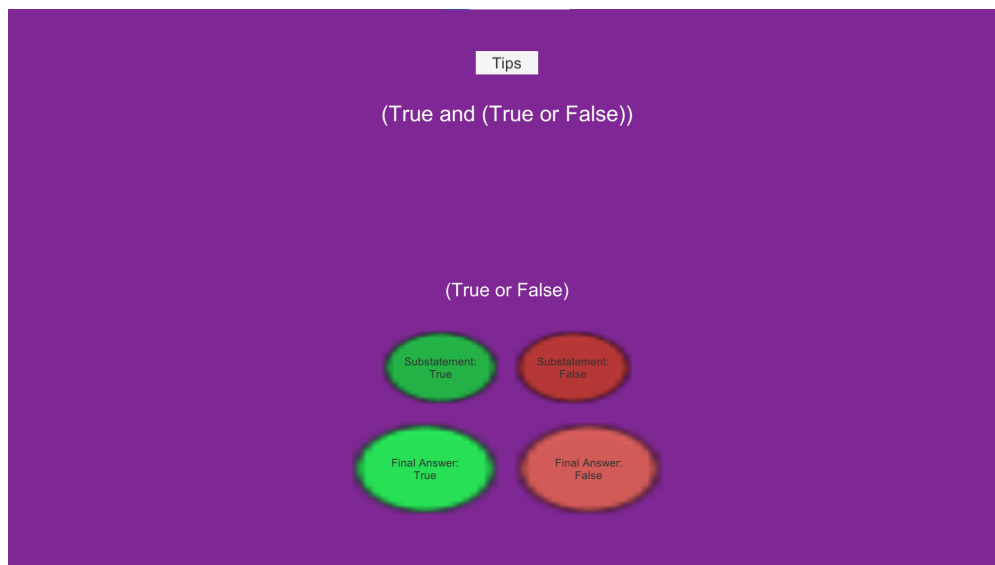 Tips
(True and (True or False))
(True or False)
Substatement:
True
Substatement:
False
Final Answer:
True
Final Answer:
False